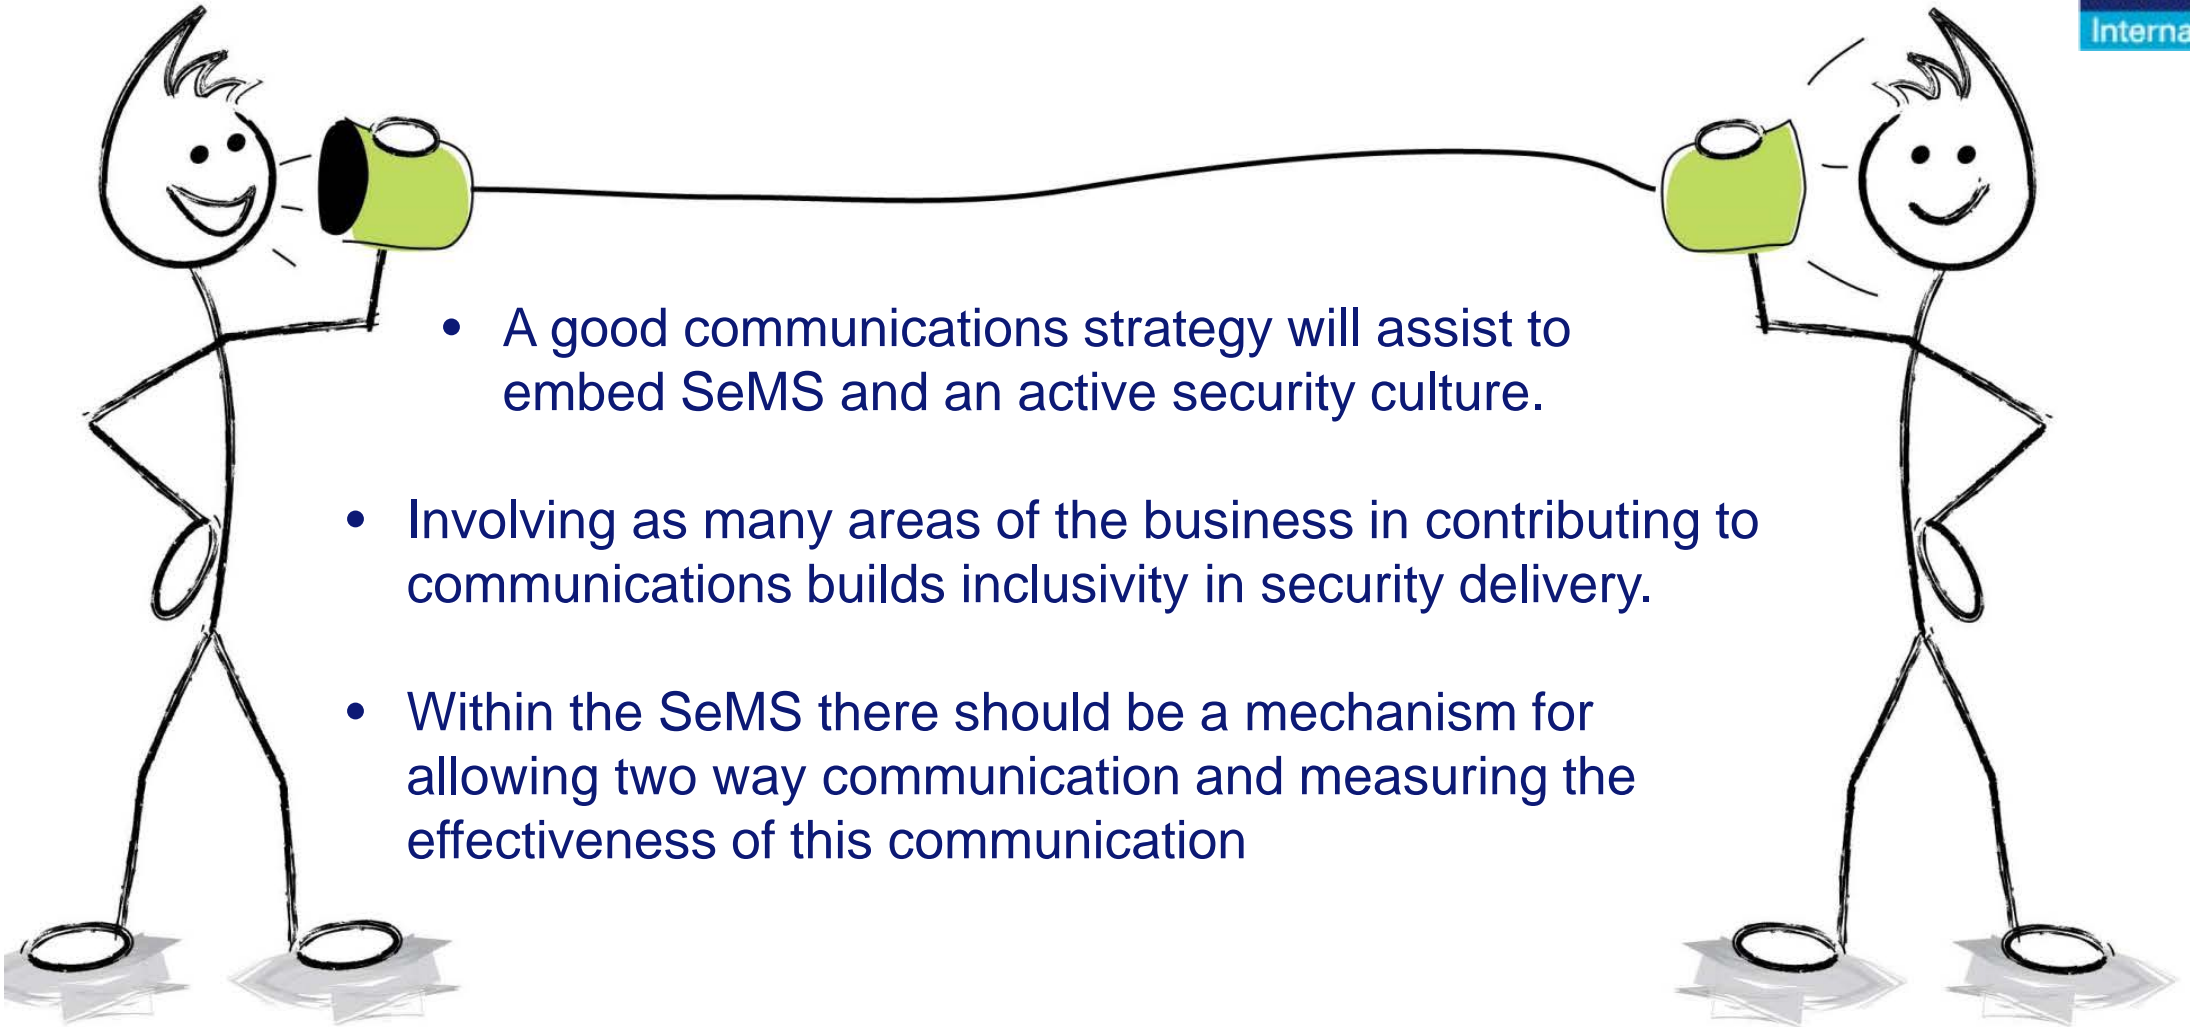 Interna
• A good communications strategy will assist to
embed SeMS and an active security culture.
• Involving as many areas of the business in contributing to
communications builds inclusivity in security delivery.
• Within the SeMS there should be a mechanism for
allowing two way communication and measuring the
effectiveness of this communication